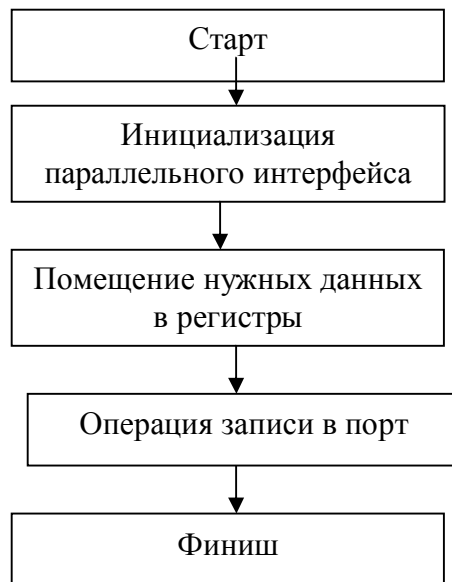 Старт
Инициализация
параллельного интерфейса
Помещение нужных данных
в регистры
Операция записи в порт
Финиш